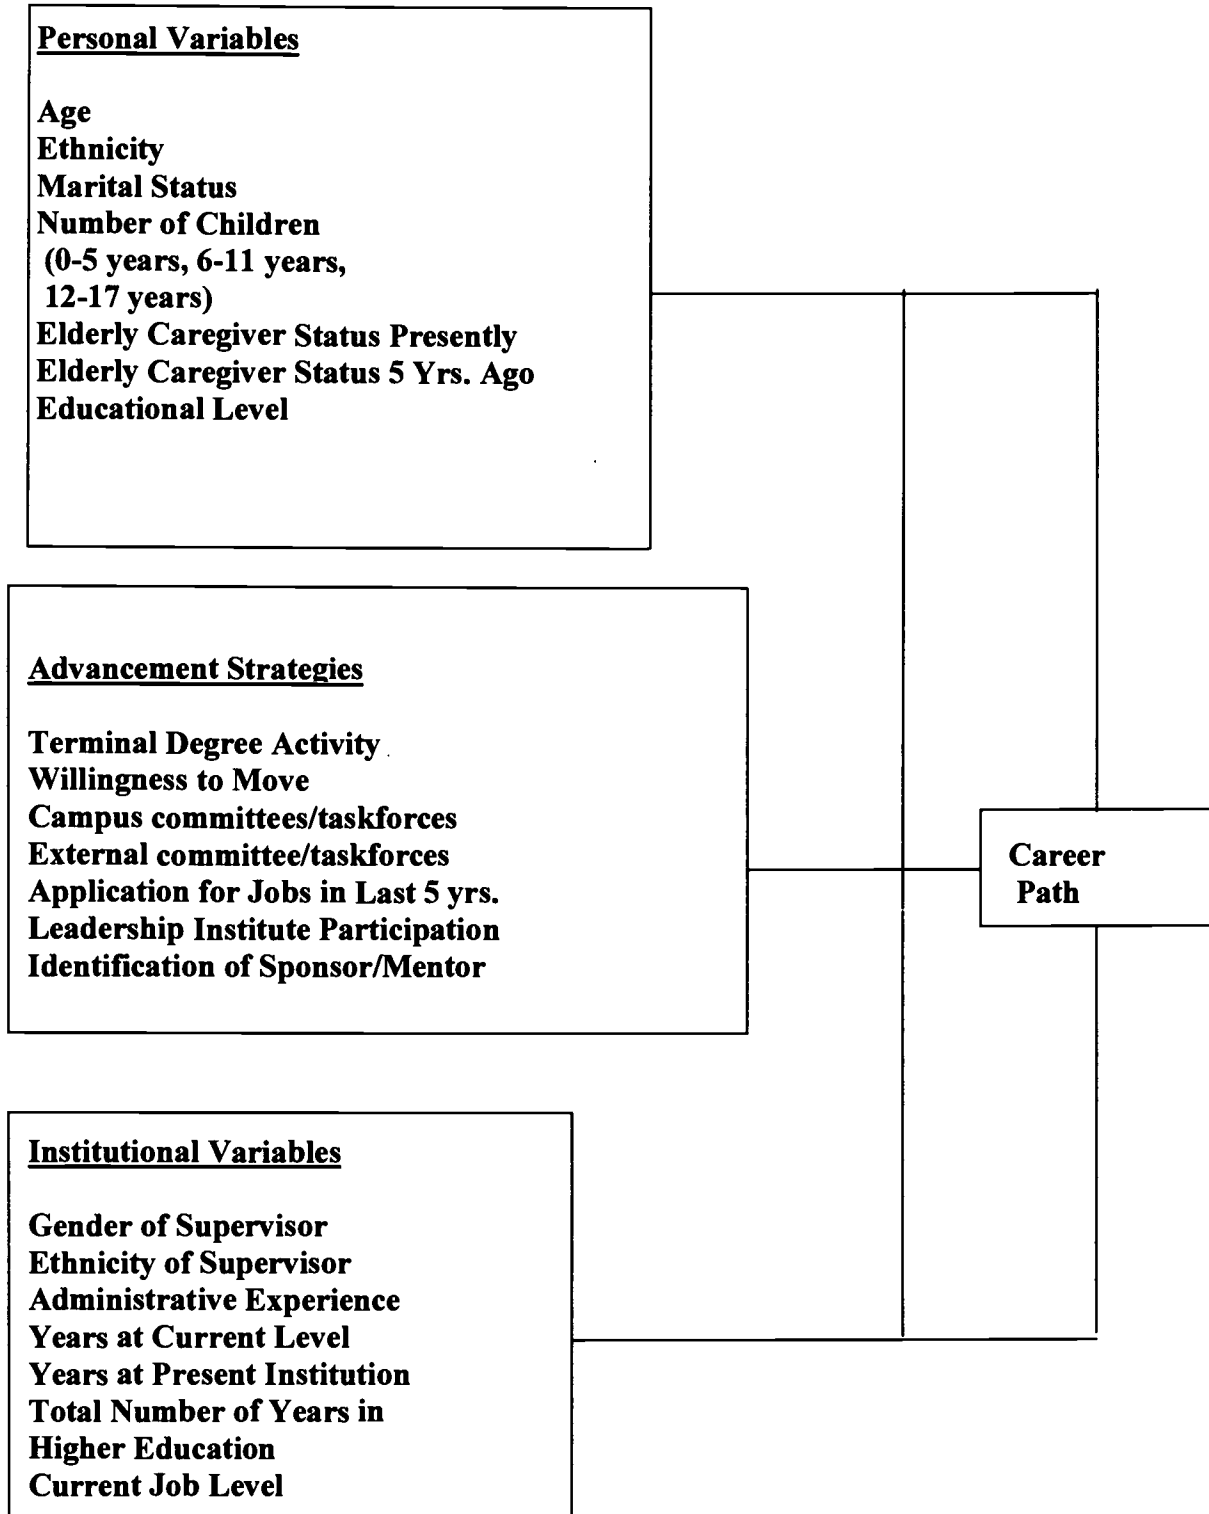 Personal Variables
Age
Ethnicity
Marital Status
Number of Children
(0-5 years, 6-11 years,
12-17 years)
Elderly Caregiver Status Presently
Elderly Caregiver Status 5 Yrs. Ago
Educational Level
Advancement Strategies
Terminal Degree Activity
Willingness to Move
Campus committees/taskforces
External committee/taskforces
Application for Jobs in Last 5 yrs.
Leadership Institute Participation
Identification of Sponsor/Mentor
Career
Path
Institutional Variables
Gender of Supervisor
Ethnicity of Supervisor
Administrative Experience
Years at Current Level
Years at Present Institution
Total Number of Years in
Higher Education
Current Job Level